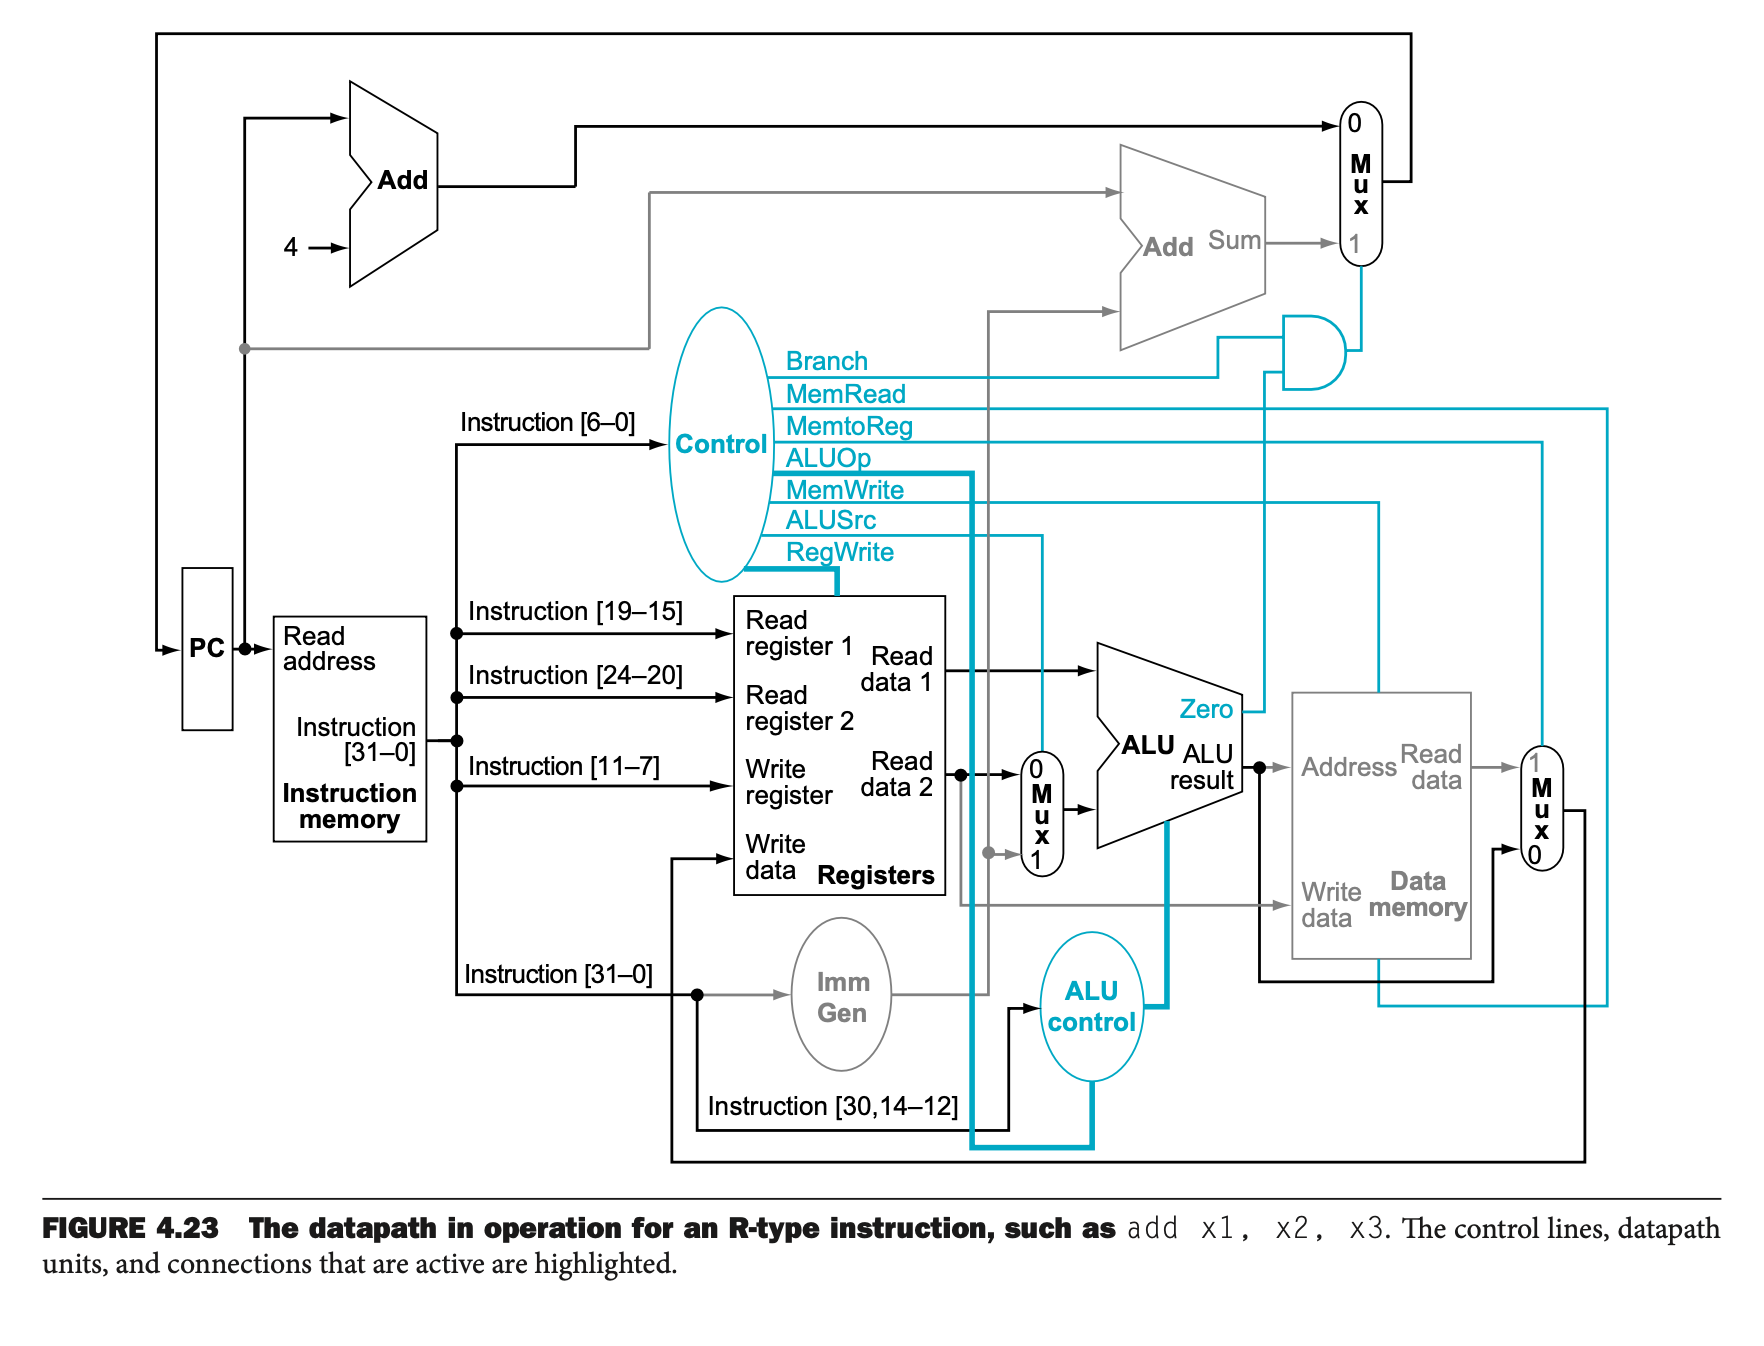 0
M
u
x
1
Add
4
Add Sum
Branch
MemRead
MemtoReg
ALUOp
MemWrite
ALUSrc
RegWrite
Control
Instruction [6–0]
Instruction [19–15]
Instruction [24–20]
Instruction [11–7]
Instruction [31–0]
PC
Read
address
Instruction
[31–0]
Instruction
memory
Read
register 1
Read
register 2
Write
register
Write
data
Read
data 1
Read
data 2
Registers
0
M
u
x
1
Zero
ALU
ALU
result
Address
Read
data
Write
data
Data
memory
1
M
u
x
0
Imm
Gen
ALU
control
Instruction [30,14–12]
FIGURE 4.23 The datapath in operation for an R-type instruction, such as add x1, x2, x3. The control lines, datapath
units, and connections that are active are highlighted.